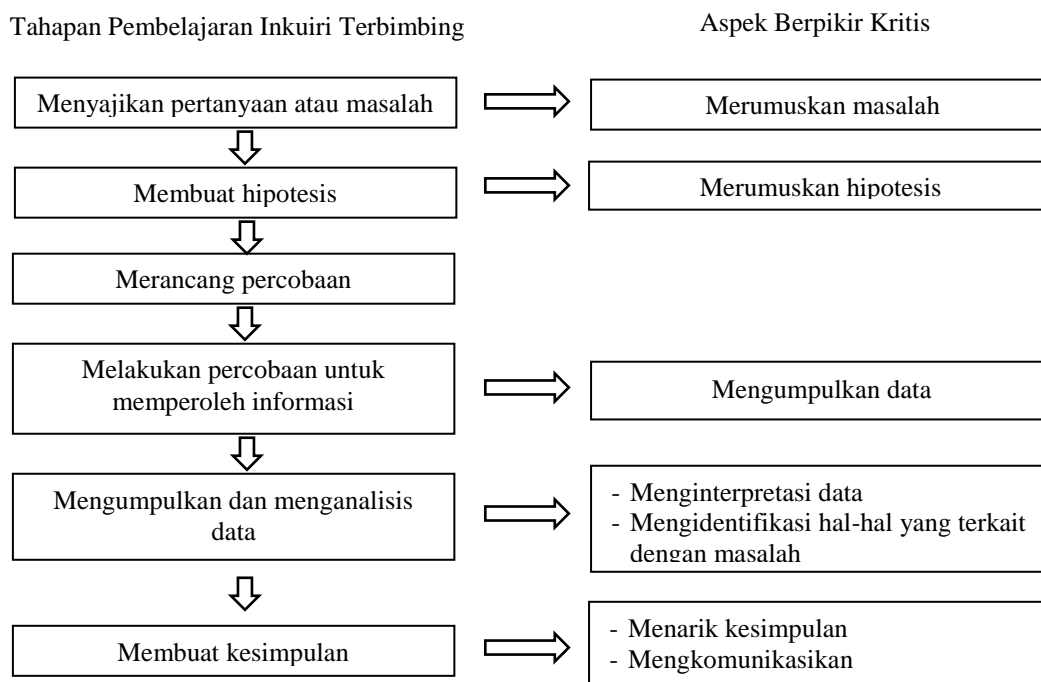 Tahapan Pembelajaran Inkuiri Terbimbing
Aspek Berpikir Kritis
Menyajikan pertanyaan atau masalah
Merumuskan masalah
Membuat hipotesis
Merumuskan hipotesis
Merancang percobaan
Melakukan percobaan untuk
memperoleh informasi
Mengumpulkan data
Mengumpulkan dan menganalisis
data
- Menginterpretasi data
- Mengidentifikasi hal-hal yang terkait
dengan masalah
Membuat kesimpulan
- Menarik kesimpulan
- Mengkomunikasikan